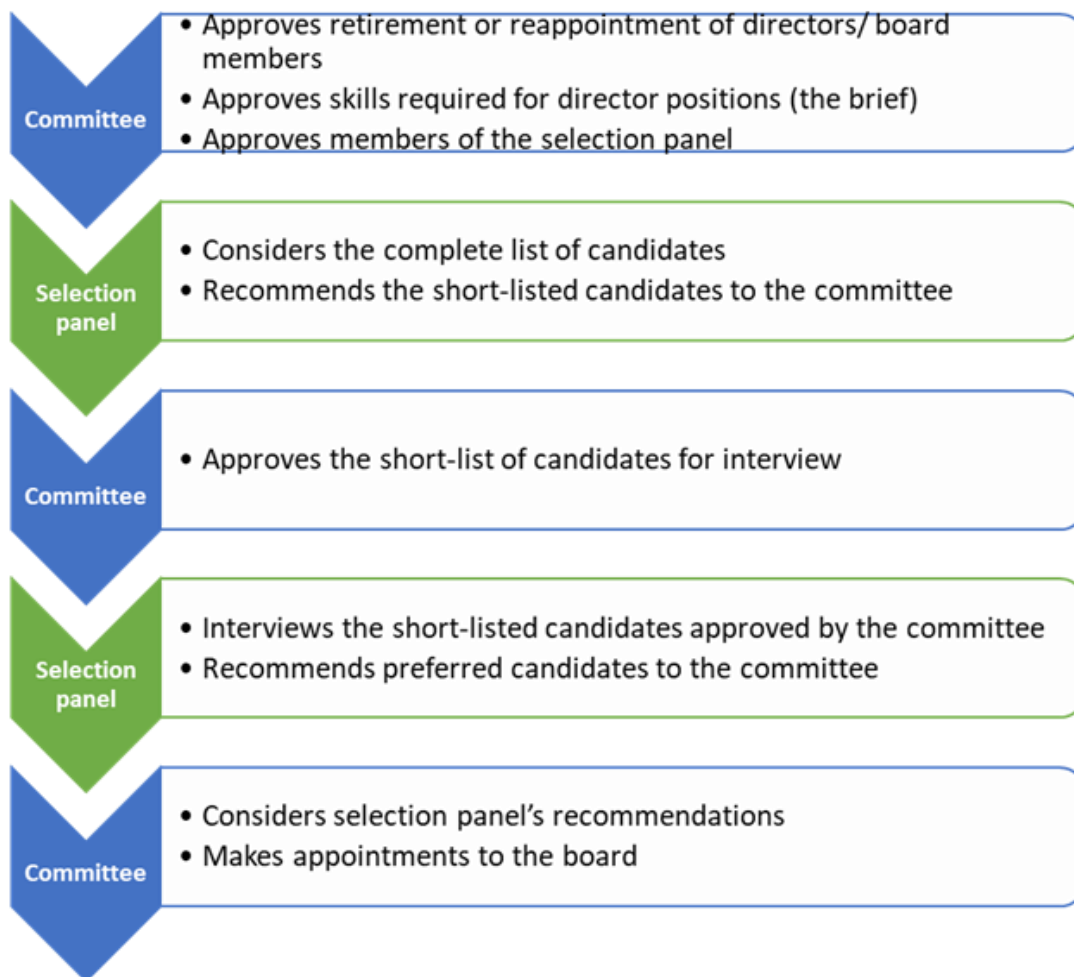 • Approves retirement or reappointment of directors/ board
members
• Approves skills required for director positions (the brief)
• Approves members of the selection panel
Committee
• Considers the complete list of candidates
• Recommends the short-listed candidates to the committee
Selection
panel
• Approves the short-list of candidates for interview
Committee
• Interviews the short-listed candidates approved by the committee
• Recommends preferred candidates to the committee
Selection
panel
• Considers selection panel’s recommendations
• Makes appointments to the board
Committee